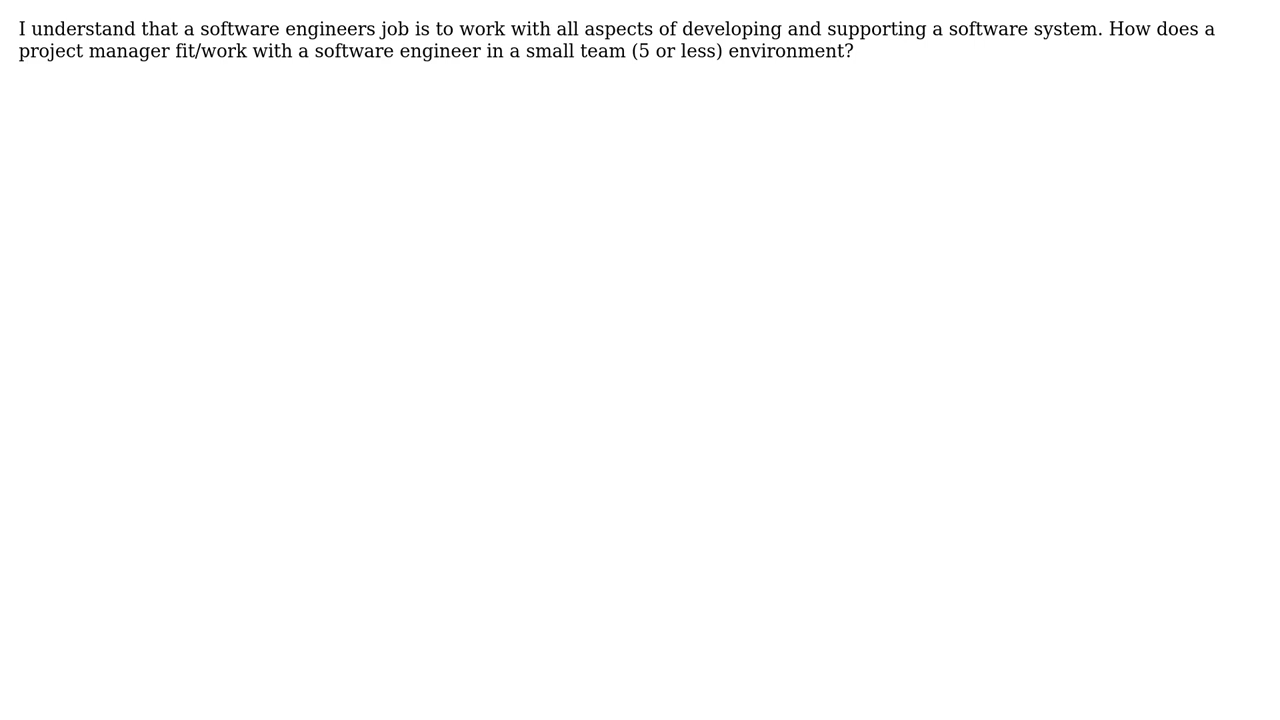 I understand that a software engineers job is to work with all aspects of developing and supporting a software system. How does a
project manager fit/work with a software engineer in a small team (5 or less) environment?